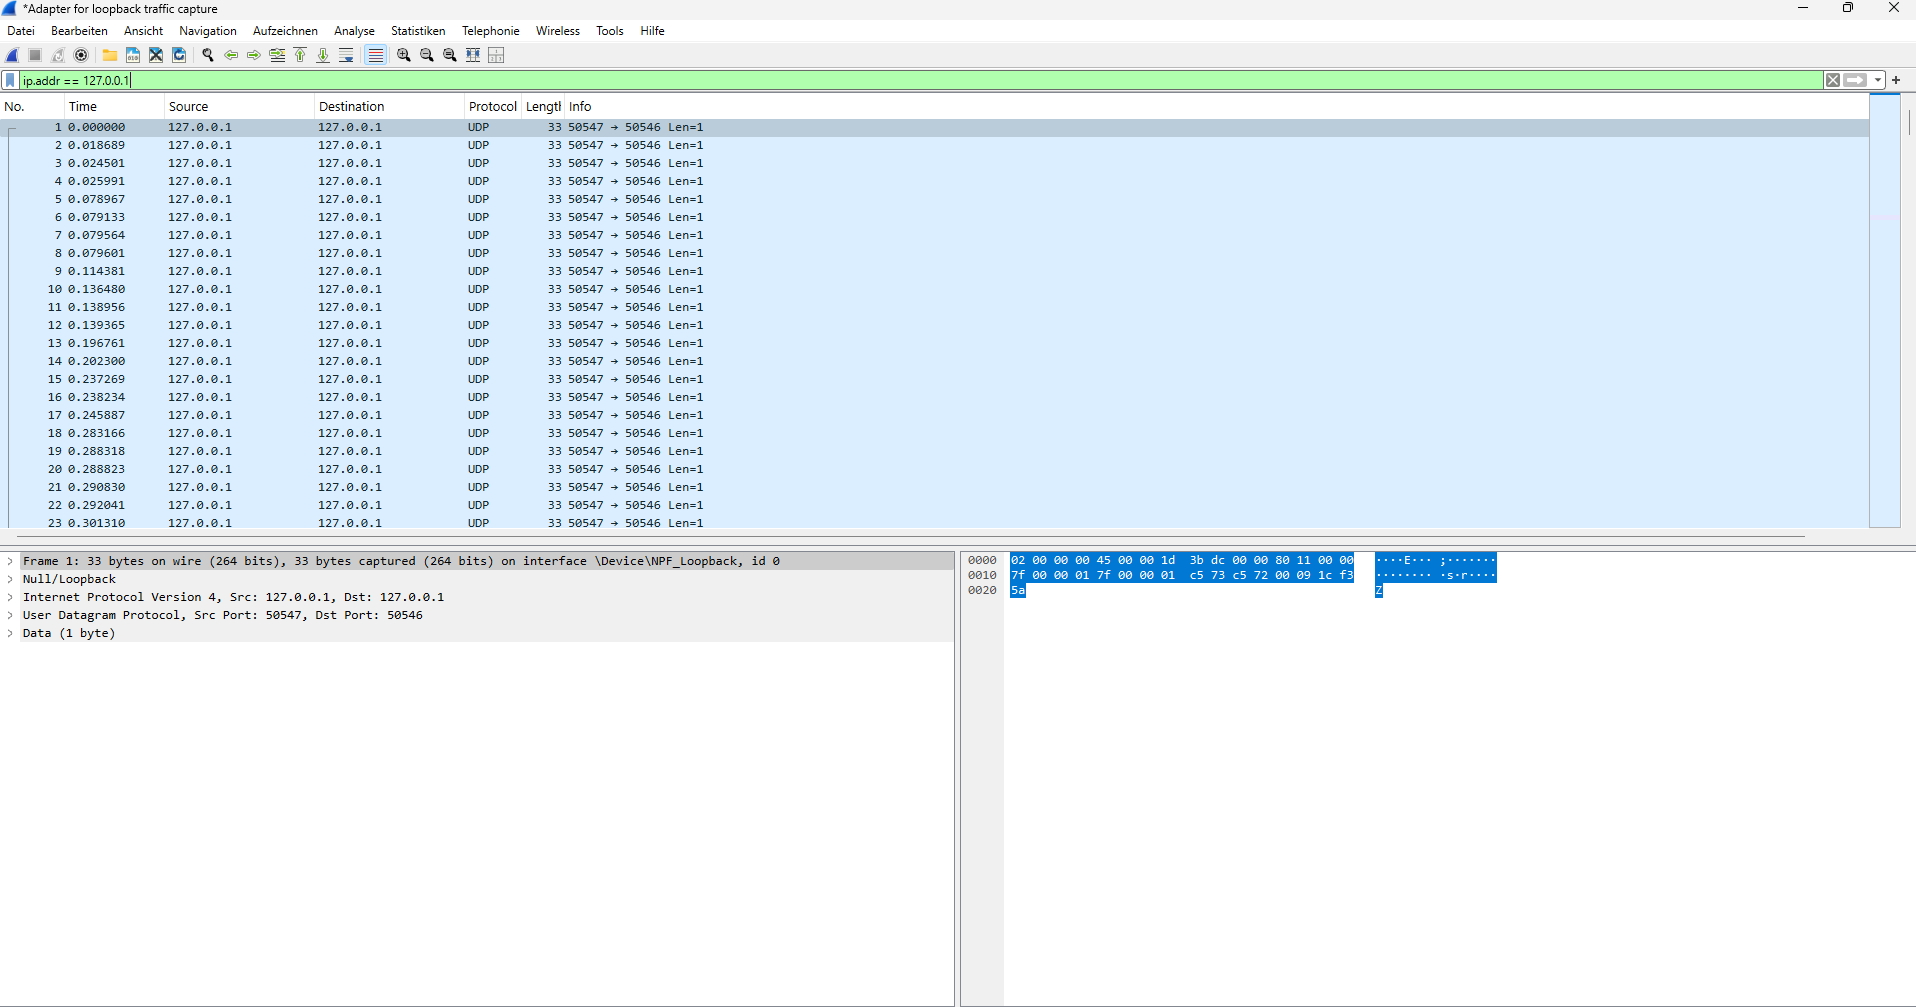 *Adapter for loopback traffic capture
Datei Bearbeiten Ansicht Navigation Aufzeichnen Analyse Statistiken Telephonie Wireless Tools Hilfe
ip.addr == 127.0.0.1
No. Time Source Destination Protocol Length Info
1 0.000000 127.0.0.1 127.0.0.1 UDP 33 50547 → 50546 Len=1
2 0.018689 127.0.0.1 127.0.0.1 UDP 33 50547 → 50546 Len=1
3 0.024501 127.0.0.1 127.0.0.1 UDP 33 50547 → 50546 Len=1
4 0.025991 127.0.0.1 127.0.0.1 UDP 33 50547 → 50546 Len=1
5 0.078967 127.0.0.1 127.0.0.1 UDP 33 50547 → 50546 Len=1
6 0.079133 127.0.0.1 127.0.0.1 UDP 33 50547 → 50546 Len=1
7 0.079564 127.0.0.1 127.0.0.1 UDP 33 50547 → 50546 Len=1
8 0.079601 127.0.0.1 127.0.0.1 UDP 33 50547 → 50546 Len=1
9 0.114381 127.0.0.1 127.0.0.1 UDP 33 50547 → 50546 Len=1
10 0.136480 127.0.0.1 127.0.0.1 UDP 33 50547 → 50546 Len=1
11 0.138956 127.0.0.1 127.0.0.1 UDP 33 50547 → 50546 Len=1
12 0.139365 127.0.0.1 127.0.0.1 UDP 33 50547 → 50546 Len=1
13 0.196761 127.0.0.1 127.0.0.1 UDP 33 50547 → 50546 Len=1
14 0.202300 127.0.0.1 127.0.0.1 UDP 33 50547 → 50546 Len=1
15 0.237269 127.0.0.1 127.0.0.1 UDP 33 50547 → 50546 Len=1
16 0.238234 127.0.0.1 127.0.0.1 UDP 33 50547 → 50546 Len=1
17 0.245887 127.0.0.1 127.0.0.1 UDP 33 50547 → 50546 Len=1
18 0.283166 127.0.0.1 127.0.0.1 UDP 33 50547 → 50546 Len=1
19 0.288318 127.0.0.1 127.0.0.1 UDP 33 50547 → 50546 Len=1
20 0.288823 127.0.0.1 127.0.0.1 UDP 33 50547 → 50546 Len=1
21 0.290830 127.0.0.1 127.0.0.1 UDP 33 50547 → 50546 Len=1
22 0.292041 127.0.0.1 127.0.0.1 UDP 33 50547 → 50546 Len=1
23 0.301310 127.0.0.1 127.0.0.1 UDP 33 50547 → 50546 Len=1
Frame 1: 33 bytes on wire (264 bits), 33 bytes captured (264 bits) on interface \Device\NPF_Loopback, id 0
Null/Loopback
Internet Protocol Version 4, Src: 127.0.0.1, Dst: 127.0.0.1
User Datagram Protocol, Src Port: 50547, Dst Port: 50546
Data (1 byte)
0000 02 00 00 00 45 00 00 1d 3b dc 00 00 80 11 00 00 ····E··· ;·······
0010 7f 00 00 01 7f 00 00 01 c5 73 c5 72 00 09 1c f3 ········ ·s·r····
0020 5a Z